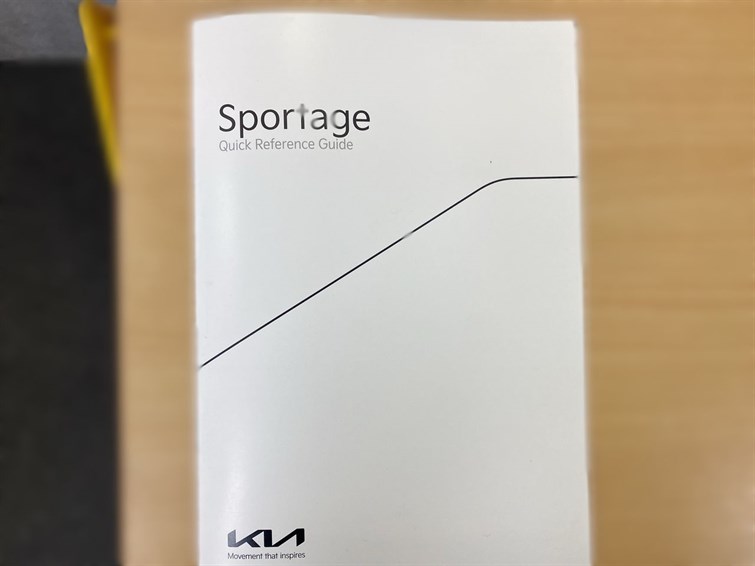 Sportage
Quick Reference Guide
KIA
Movement that inspires